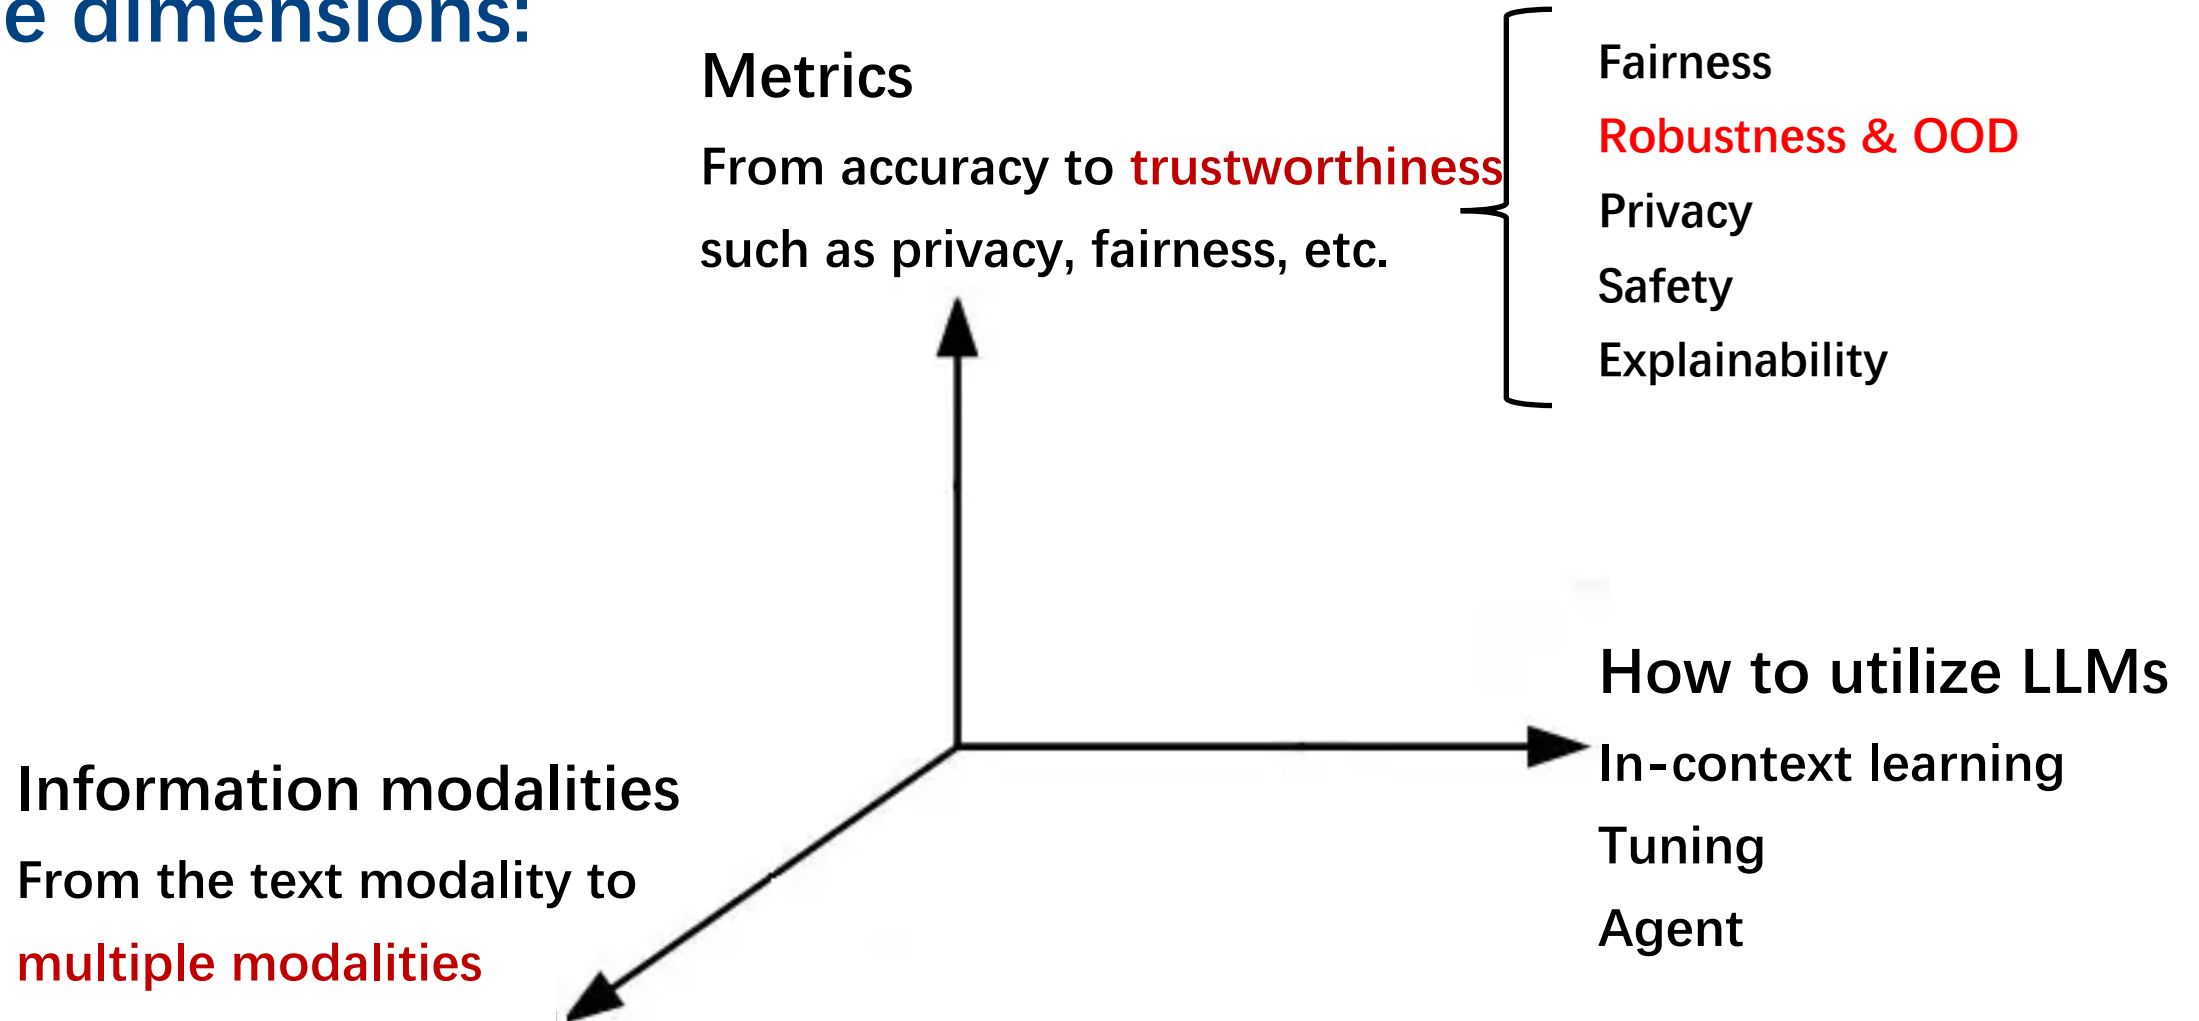 e dimensions:
Metrics
From accuracy to trustworthiness
such as privacy, fairness, etc.
Fairness
Robustness & OOD
Privacy
Safety
Explainability
How to utilize LLMs
In-context learning
Tuning
Agent
Information modalities
From the text modality to
multiple modalities